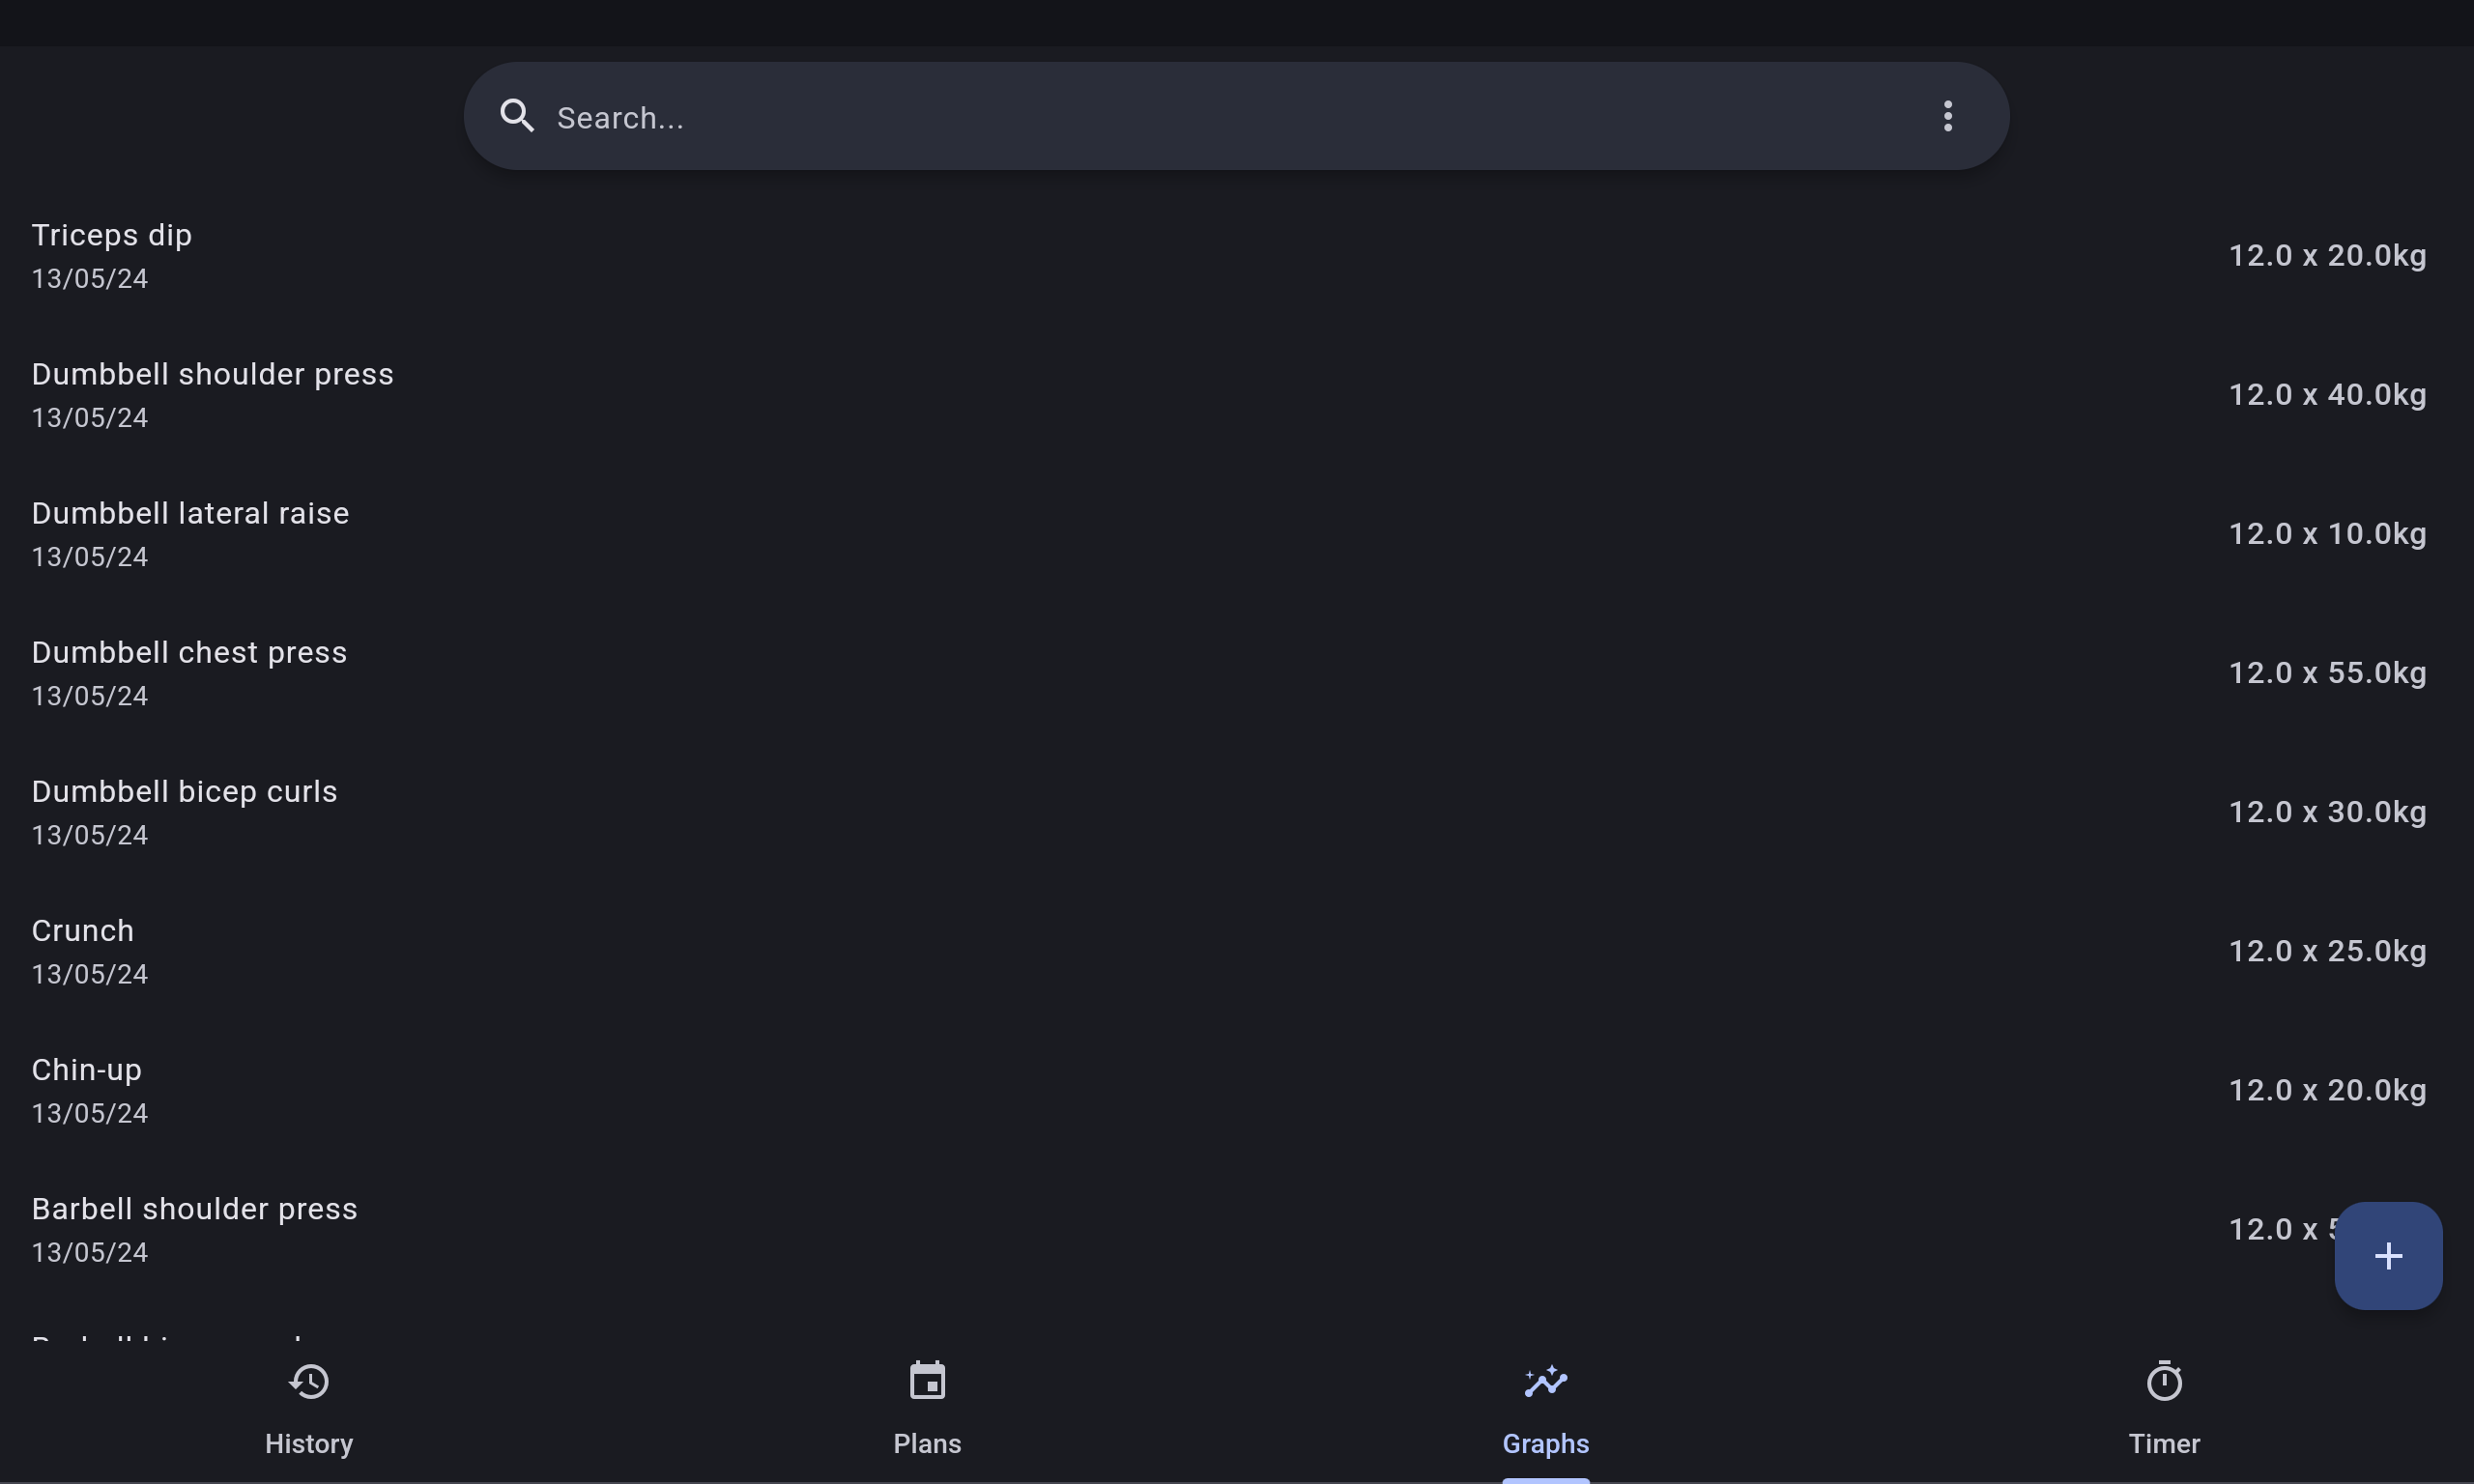 Search...
Triceps dip
13/05/24
12.0 x 20.0kg
Dumbbell shoulder press
13/05/24
12.0 x 40.0kg
Dumbbell lateral raise
13/05/24
12.0 x 10.0kg
Dumbbell chest press
13/05/24
12.0 x 55.0kg
Dumbbell bicep curls
13/05/24
12.0 x 30.0kg
Crunch
13/05/24
12.0 x 25.0kg
Chin-up
13/05/24
12.0 x 20.0kg
Barbell shoulder press
13/05/24
12.0 x
History
Plans
Graphs
Timer